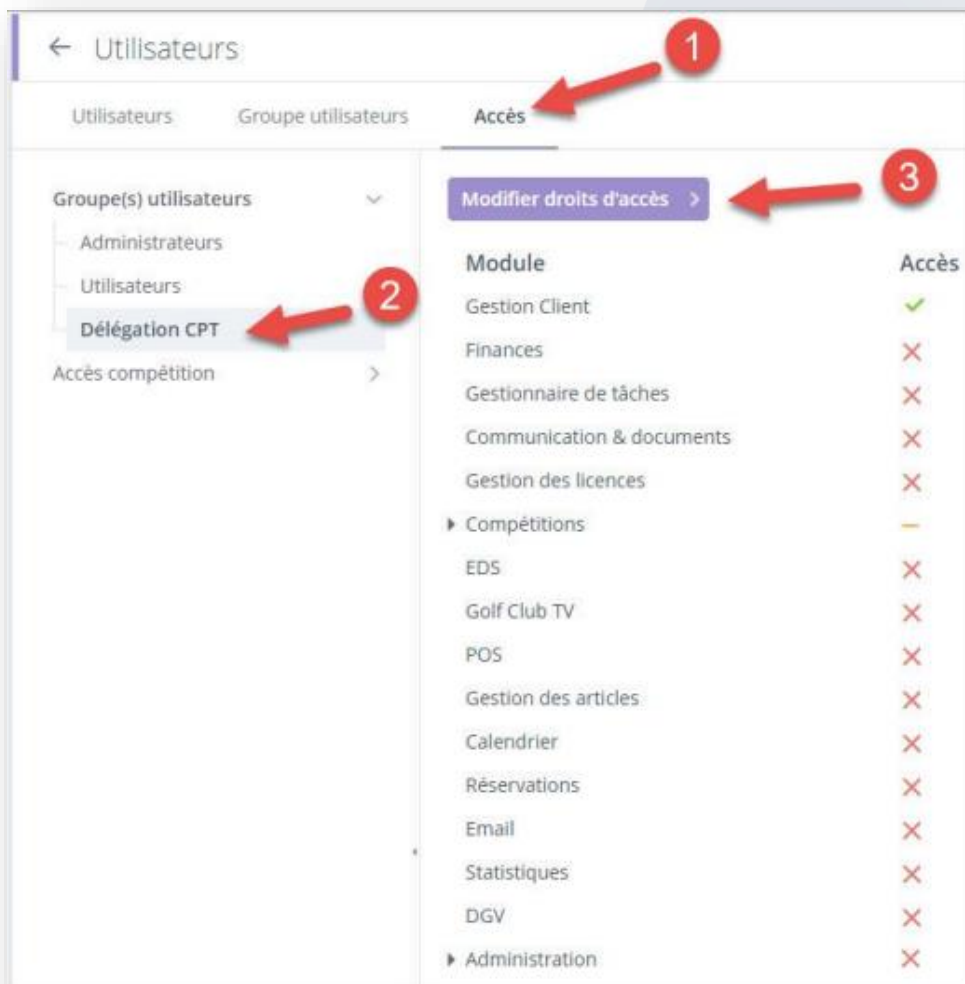 ← Utilisateurs
1
Utilisateurs Groupe utilisateurs Accès
Groupe(s) utilisateurs
Administrateurs
Utilisateurs
2
Délégation CPT
Accès compétition
Modifier droits d'accès >
3
Module Accès
Gestion Client
Finances
Gestionnaire de tâches
Communication & documents
Gestion des licences
Compétitions
EDS
Golf Club TV
POS
Gestion des articles
Calendrier
Réservations
Email
Statistiques
DGV
Administration